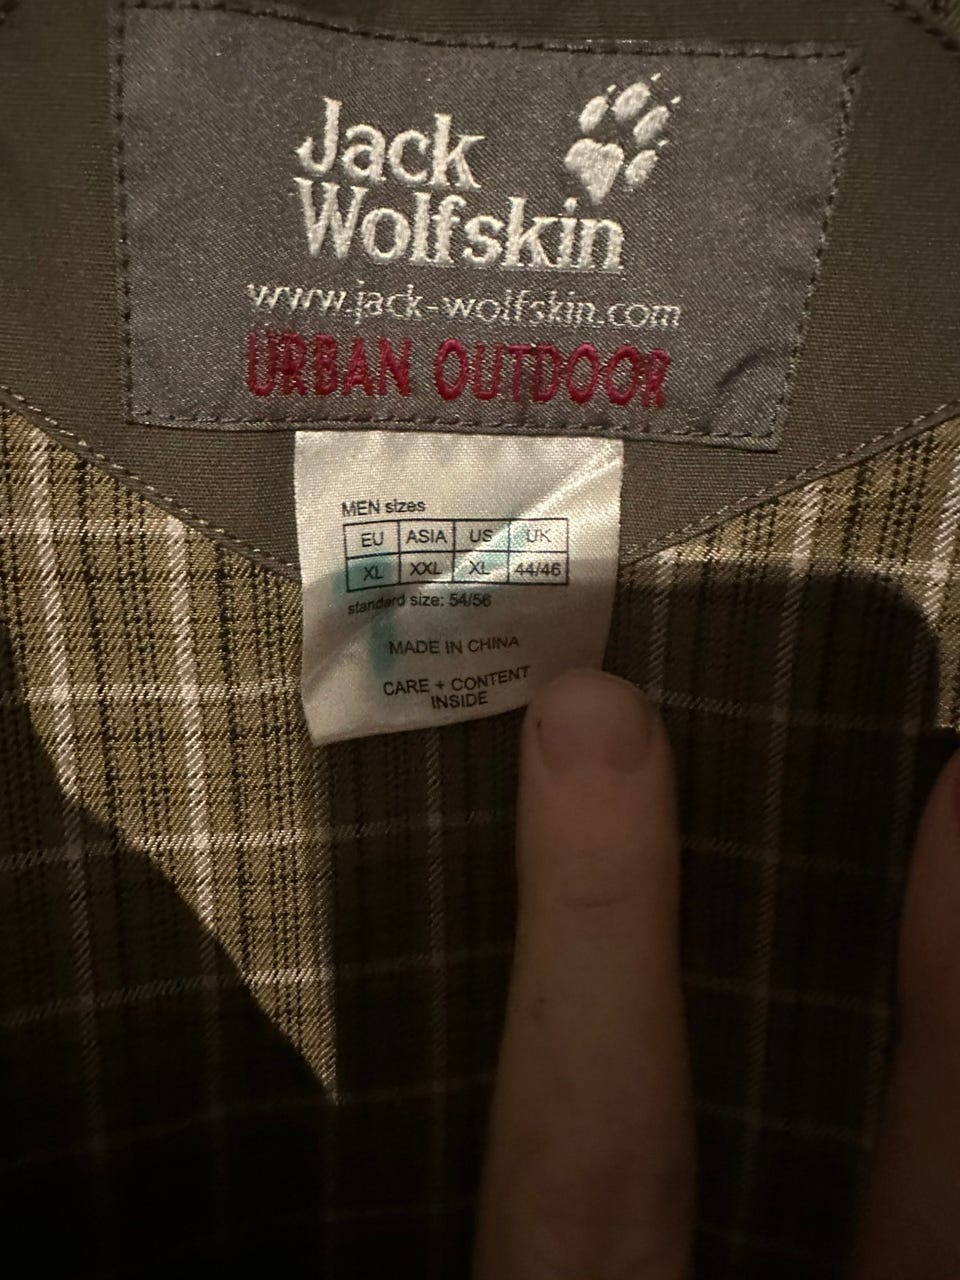 Jack
Wolfskin
www.jack-wolfskin.com
URBAN OUTDOOR
MEN sizes
EU ASIA US UK
XL XXL XL 44/46
standard size: 54/56
MADE IN CHINA
CARE + CONTENT
INSIDE